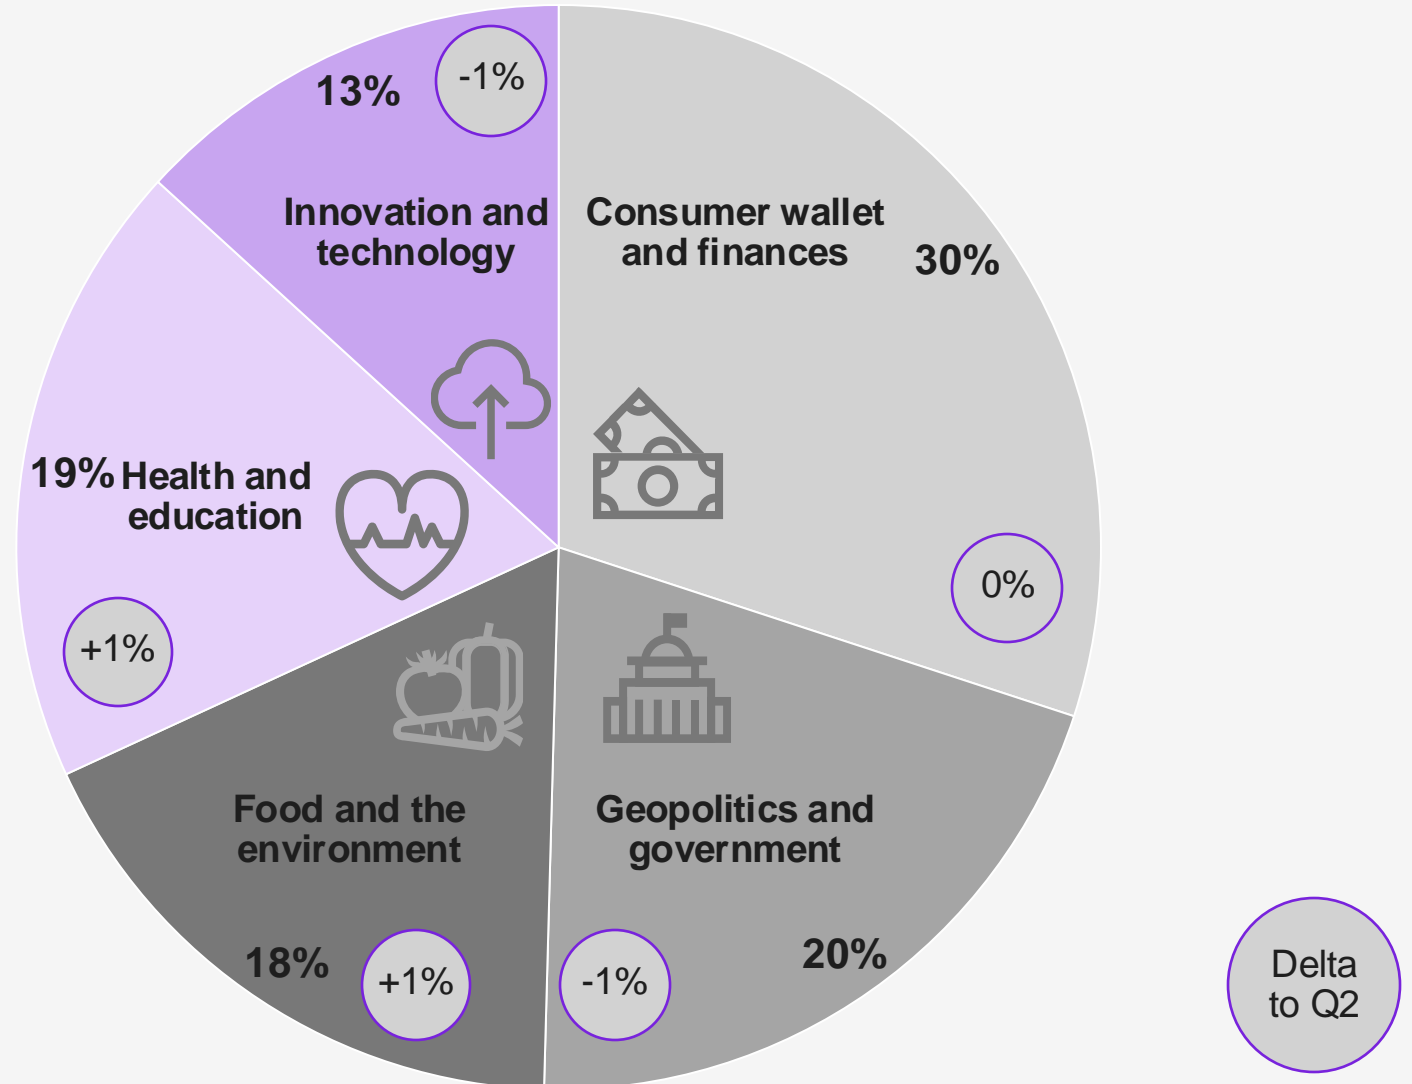 -1%
13%
Innovation and
technology
Consumer wallet
and finances
30%
19%
Health and
education
0%
+1%
Food and the
environment
Geopolitics and
government
18%
+1%
-1%
20%
Delta
to Q2